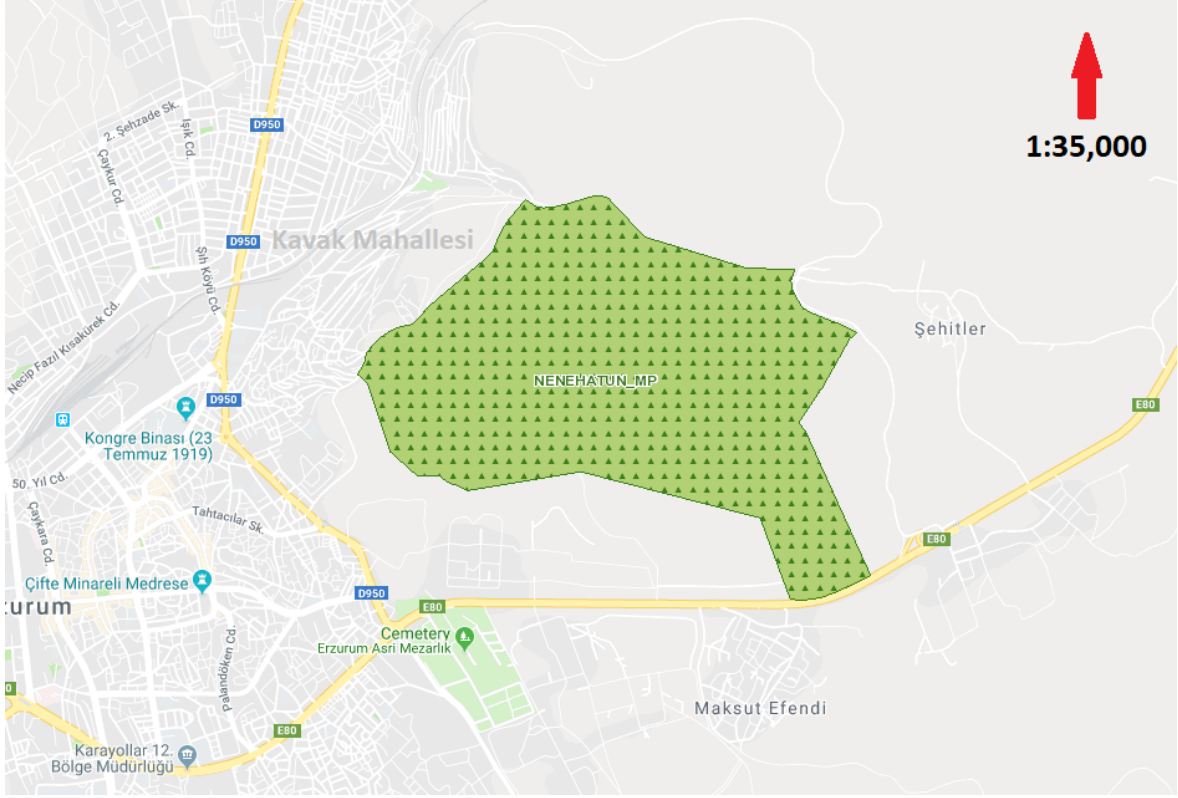 1:35,000
2. Şehzade Sk.
Işık Cd.
D950
Çaykur Cd.
Kavak Mahallesi
D950
Şıh Köyü Cd.
Necip Fazıl Kısakürek Cd.
Şehitler
NENEHATUN_MP
D950
E80
Kongre Binası (23
Temmuz 1919)
50. Yıl Cd.
Çaykara Cd.
Tahtacılar Sk.
E80
Çifte Minareli Medrese
D950
zurum
E80
Cemetery
Erzurum Asri Mezarlık
Palandöken Cd.
0
Maksut Efendi
E80
Karayollar 12.
Bölge Müdürlüğü